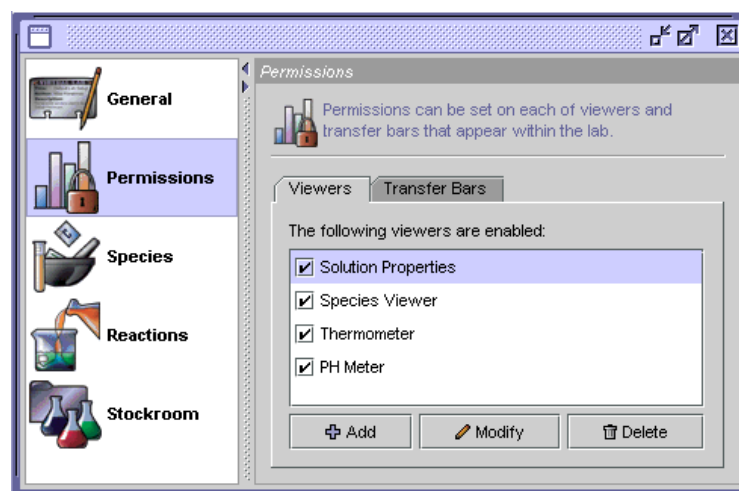 General
Permissions
Species
Reactions
Stockroom
Permissions
Permissions can be set on each of viewers and
transfer bars that appear within the lab.
Viewers
Transfer Bars
The following viewers are enabled:
Solution Properties
Species Viewer
Thermometer
PH Meter
Add
Modify
Delete